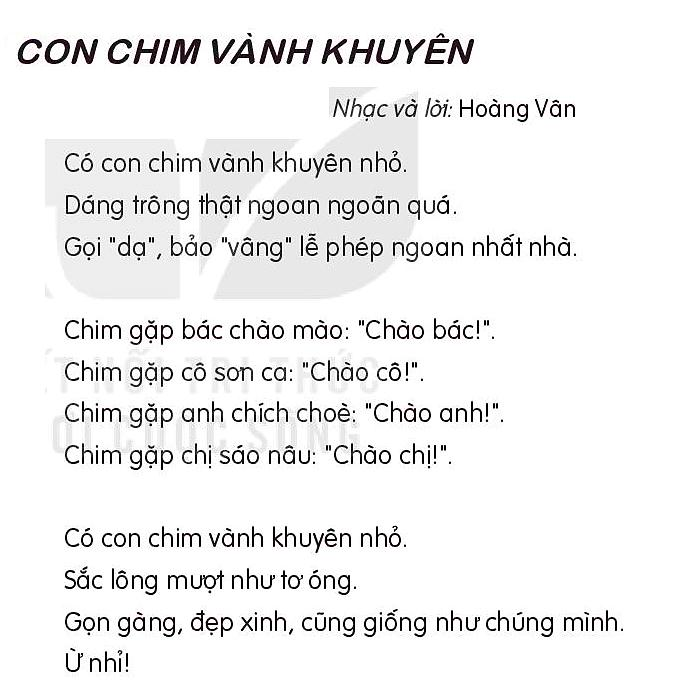 CON CHIM VÀNH KHUYÊN
Nhạc và lời: Hoàng Vân
Có con chim vành khuyên nhỏ.
Dáng trông thật ngoan ngoãn quá.
Gọi "dạ", bảo "vâng" lễ phép ngoan nhất nhà.
Chim gặp bác chào mào: "Chào bác!".
Chim gặp cô sơn ca: "Chào cô!".
Chim gặp anh chích choè: "Chào anh!".
Chim gặp chị sáo nâu: "Chào chị!".
Có con chim vành khuyên nhỏ.
Sắc lông mượt như tơ óng.
Gọn gàng, đẹp xinh, cũng giống như chúng mình.
Ừ nhỉ!